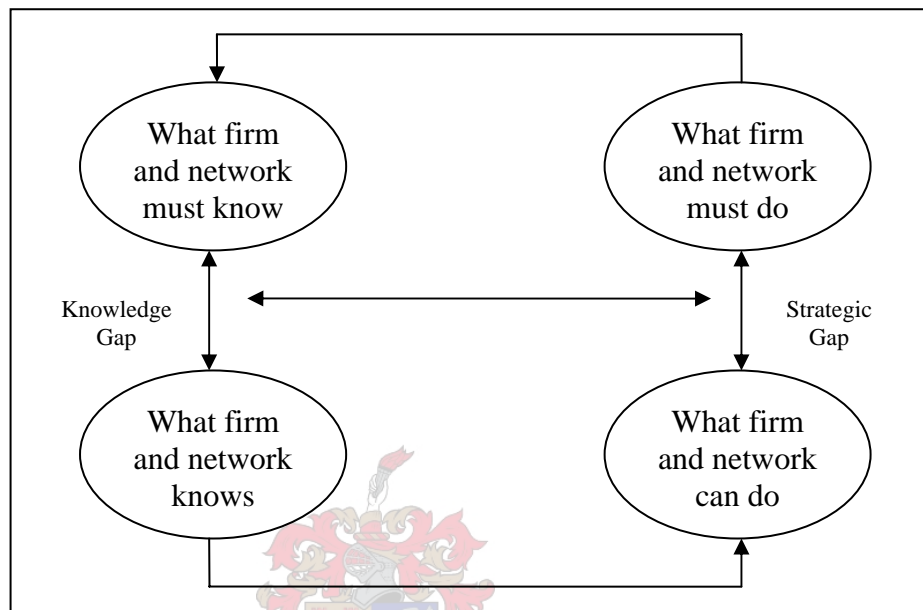 What firm
and network
must know
What firm
and network
must do
Knowledge
Gap
Strategic
Gap
What firm
and network
knows
What firm
and network
can do